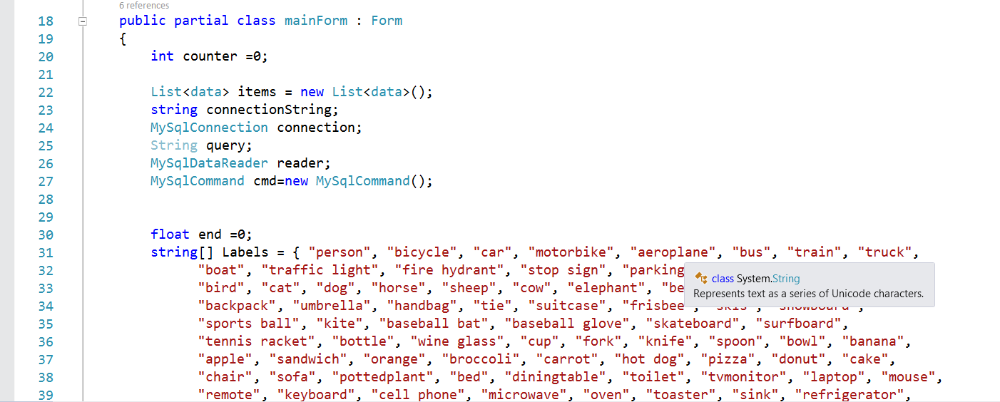 6 references
18 public partial class mainForm : Form
19 {
20 int counter =0;
21
22 List<data> items = new List<data>();
23 string connectionString;
24 MySqlConnection connection;
25 String query;
26 MySqlDataReader reader;
27 MySqlCommand cmd=new MySqlCommand();
28
29
30 float end =0;
31 string[] Labels = { "person", "bicycle", "car", "motorbike", "aeroplane", "bus", "train", "truck",
32 "boat", "traffic light", "fire hydrant", "stop sign", "parking
class System.String
33 "bird", "cat", "dog", "horse", "sheep", "cow", "elephant", "be
Represents text as a series of Unicode characters.
34 "backpack", "umbrella", "handbag", "tie", "suitcase", "frisbee", "skis", "snowboard",
35 "sports ball", "kite", "baseball bat", "baseball glove", "skateboard", "surfboard",
36 "tennis racket", "bottle", "wine glass", "cup", "fork", "knife", "spoon", "bowl", "banana",
37 "apple", "sandwich", "orange", "broccoli", "carrot", "hot dog", "pizza", "donut", "cake",
38 "chair", "sofa", "pottedplant", "bed", "diningtable", "toilet", "tvmonitor", "laptop", "mouse",
39 "remote", "keyboard", "cell phone", "microwave", "oven", "toaster", "sink", "refrigerator",